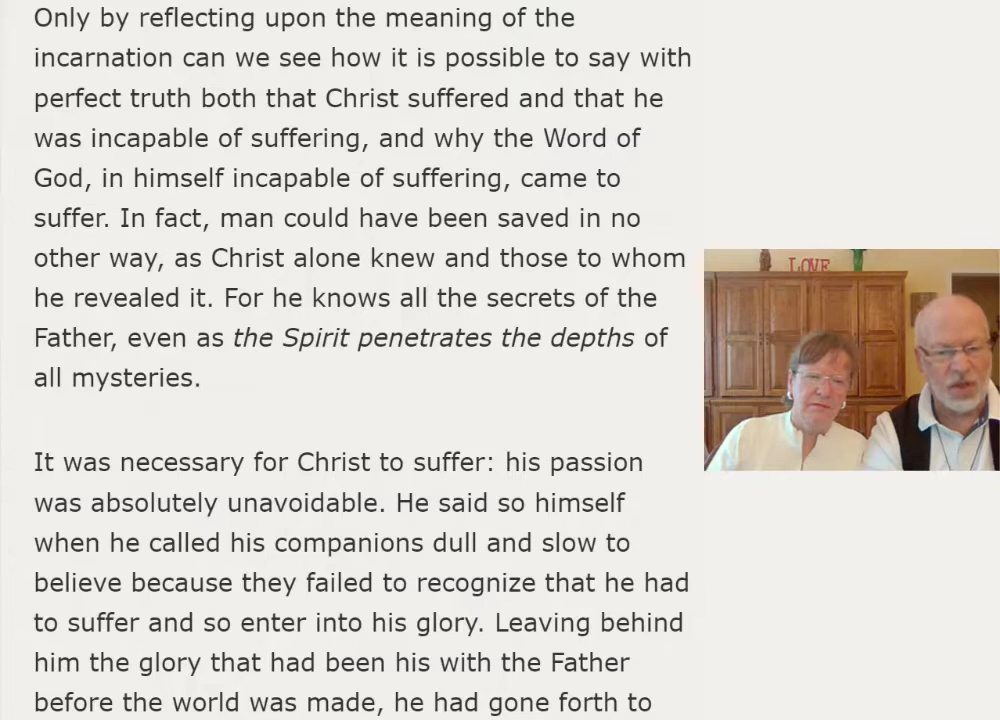 Only by reflecting upon the meaning of the
incarnation can we see how it is possible to say with
perfect truth both that Christ suffered and that he
was incapable of suffering, and why the Word of
God, in himself incapable of suffering, came to
suffer. In fact, man could have been saved in no
other way, as Christ alone knew and those to whom
he revealed it. For he knows all the secrets of the
Father, even as the Spirit penetrates the depths of
all mysteries.
LOVE
It was necessary for Christ to suffer: his passion
was absolutely unavoidable. He said so himself
when he called his companions dull and slow to
believe because they failed to recognize that he had
to suffer and so enter into his glory. Leaving behind
him the glory that had been his with the Father
before the world was made, he had gone forth to